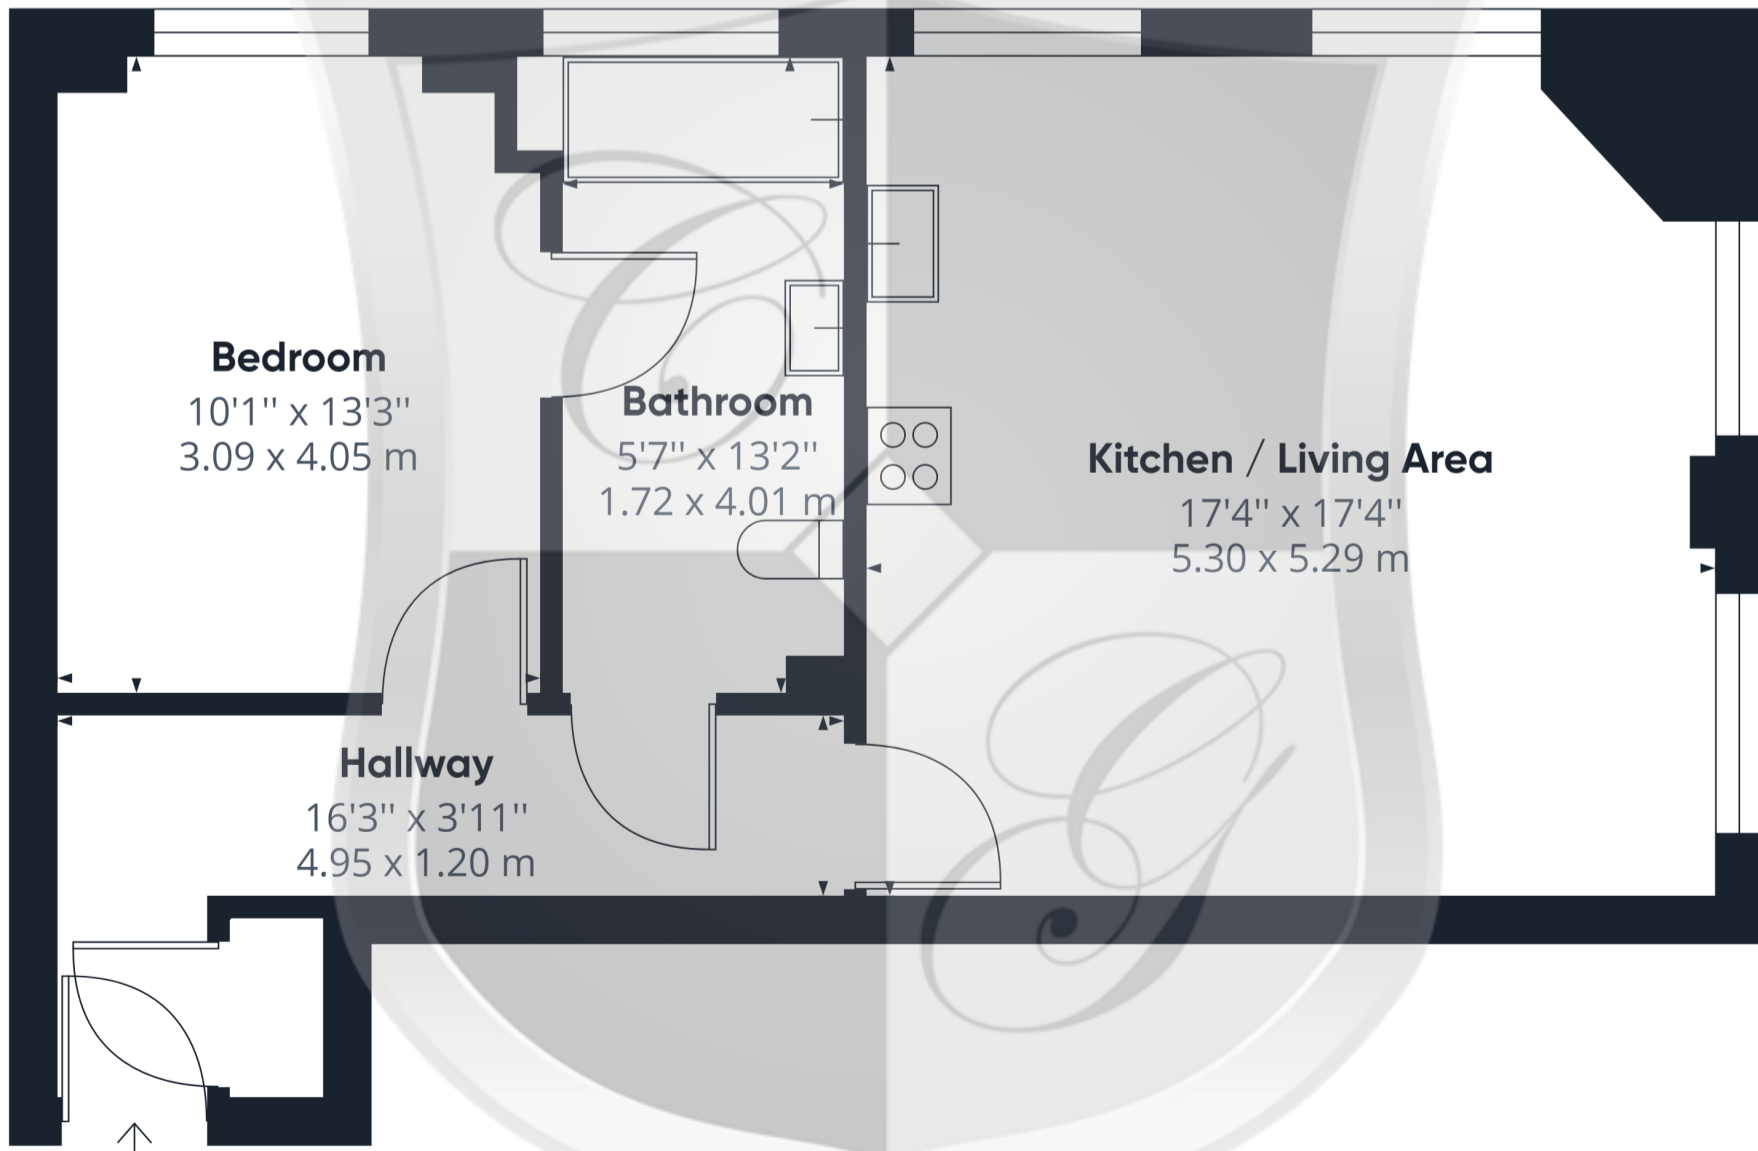 Bedroom
10'1" x 13'3"
3.09 x 4.05 m
Bathroom
5'7" x 13'2"
1.72 x 4.01 m
Kitchen / Living Area
17'4" x 17'4"
5.30 x 5.29 m
Hallway
16'3" x 3'11"
4.95 x 1.20 m
C
G